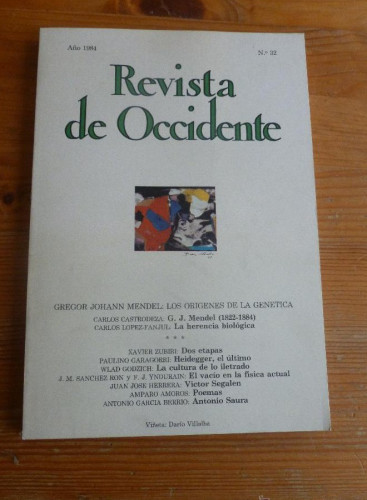 Año 1984
N.º 32
Revista
de Occidente
GREGOR JOHANN MENDEL: LOS ORIGENES DE LA GENETICA
CARLOS CASTRODEZA: G. J. Mendel (1822-1884)
CARLOS LOPEZ-FANJUL: La herencia biológica
* * *
XAVIER ZUBIRI: Dos etapas
PAULINO GARAGORRI: Heidegger, el último
WLAD GODZICH: La cultura de lo iletrado
J. M. SANCHEZ RON y F. J. YNDURAIN: El vacío en la física actual
JUAN JOSE HERRERA: Victor Segalen
AMPARO AMOROS: Poemas
ANTONIO GARCIA BERRIO: Antonio Saura
Viñeta: Darío Villalba